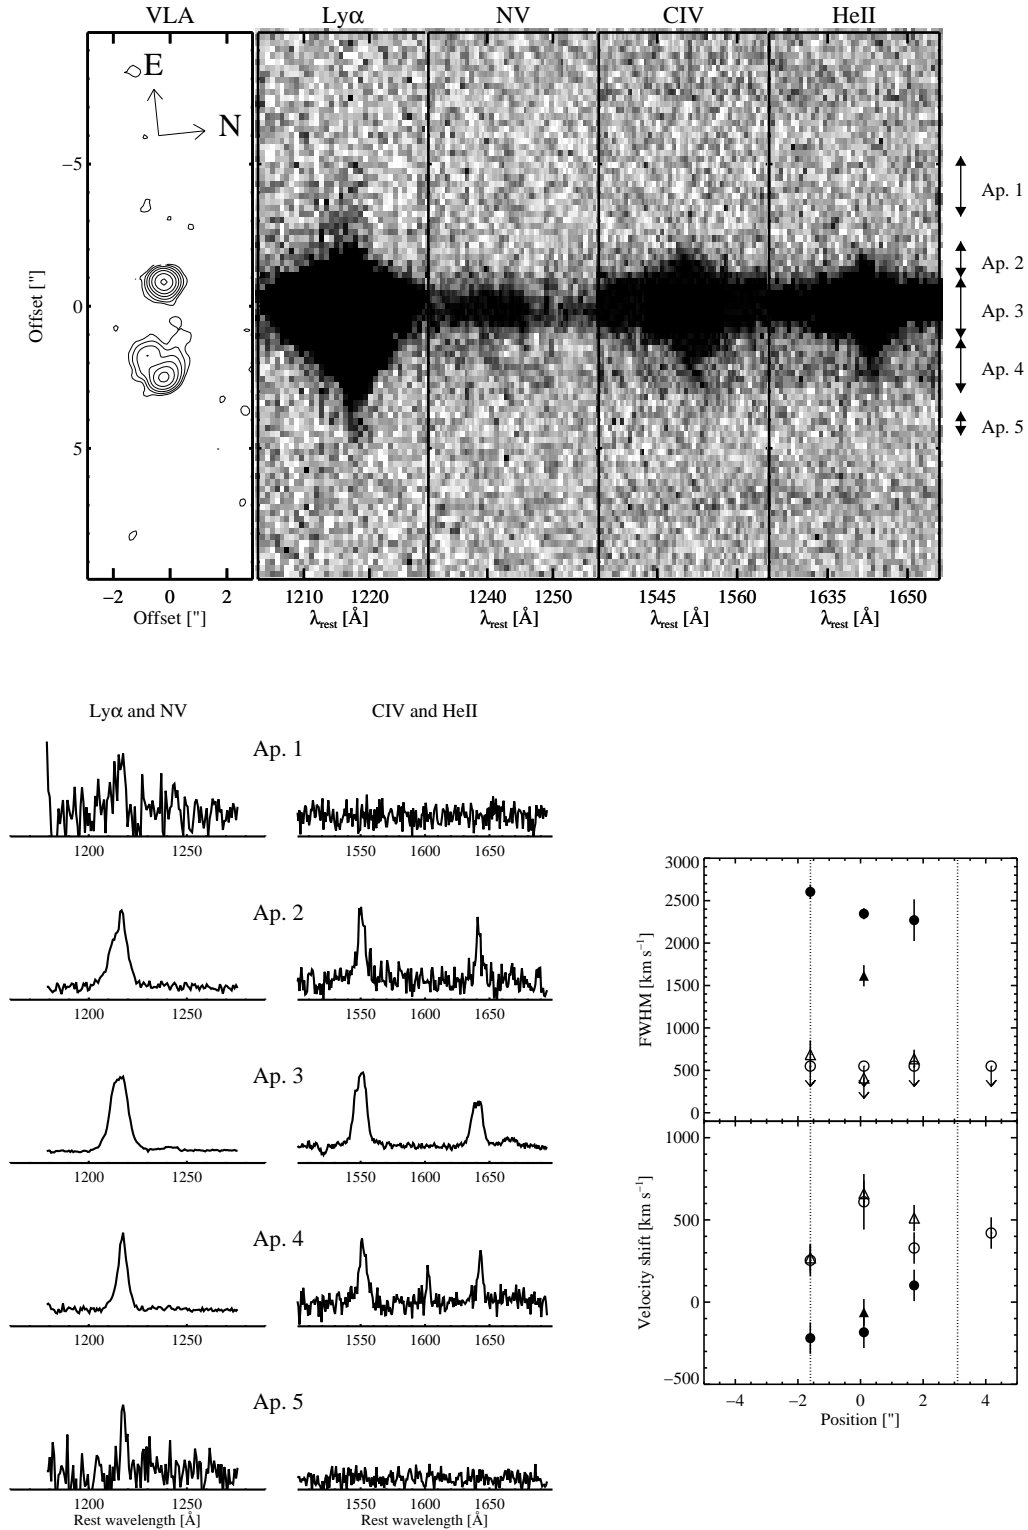 VLA Lyα NV CIV HeII
E
N
−5
0
5
Offset ["]
Ap. 1
Ap. 2
Ap. 3
Ap. 4
Ap. 5
−2 0 2 1210 1220 1240 1250 1545 1560 1635 1650
Offset ["] λrest [Å] λrest [Å] λrest [Å] λrest [Å]
Lyα and NV CIV and HeII
Ap. 1
1200 1250 1550 1600 1650
Ap. 2
1200 1250 1550 1600 1650
Ap. 3
1200 1250 1550 1600 1650
Ap. 4
1200 1250 1550 1600 1650
Ap. 5
1200 1250 1550 1600 1650
Rest wavelength [Å] Rest wavelength [Å]
3000
2500
2000
1500
1000
500
0
FWHM [km s⁻¹]
1000
500
0
−500
Velocity shift [km s⁻¹]
−4 −2 0 2 4
Position ["]